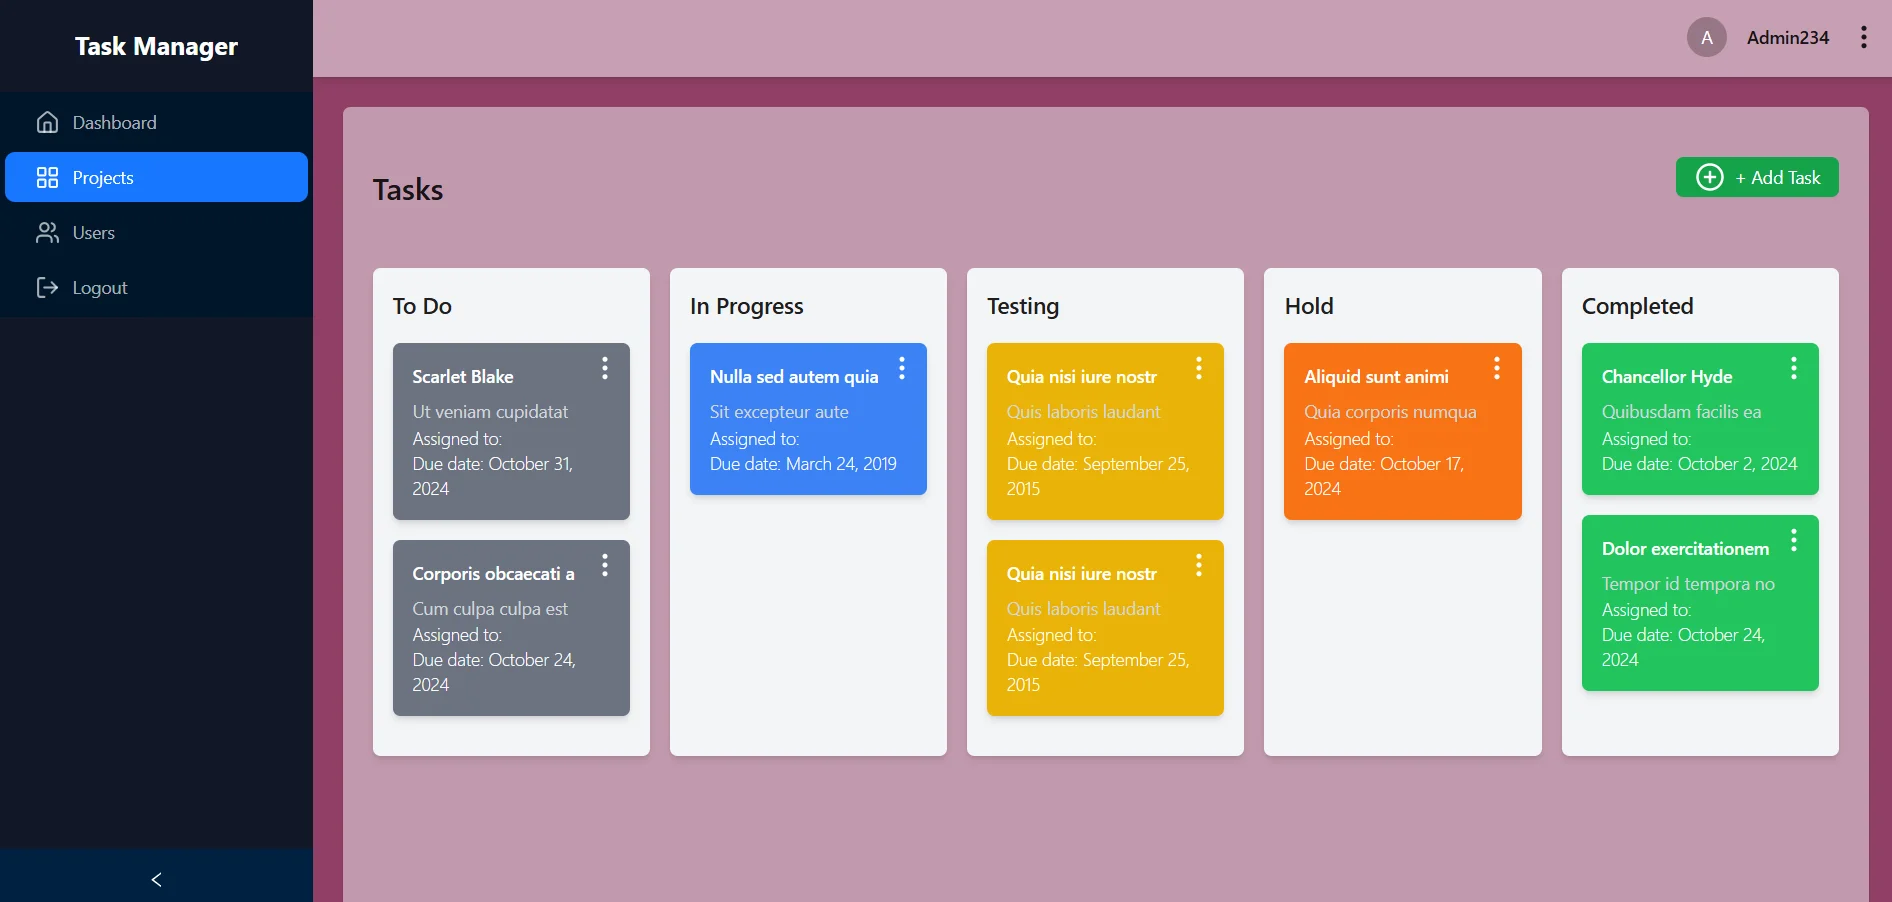 Task Manager
Dashboard
Projects
Users
Logout
A
Admin234
Tasks
+ Add Task
To Do
Scarlet Blake
Ut veniam cupidatat
Assigned to:
Due date: October 31,
2024
Corporis obcaecati a
Cum culpa culpa est
Assigned to:
Due date: October 24,
2024
In Progress
Nulla sed autem quia
Sit excepteur aute
Assigned to:
Due date: March 24, 2019
Testing
Quia nisi iure nostr
Quis laboris laudant
Assigned to:
Due date: September 25,
2015
Quia nisi iure nostr
Quis laboris laudant
Assigned to:
Due date: September 25,
2015
Hold
Aliquid sunt animi
Quia corporis numqua
Assigned to:
Due date: October 17,
2024
Completed
Chancellor Hyde
Quibusdam facilis ea
Assigned to:
Due date: October 2, 2024
Dolor exercitationem
Tempor id tempora no
Assigned to:
Due date: October 24,
2024